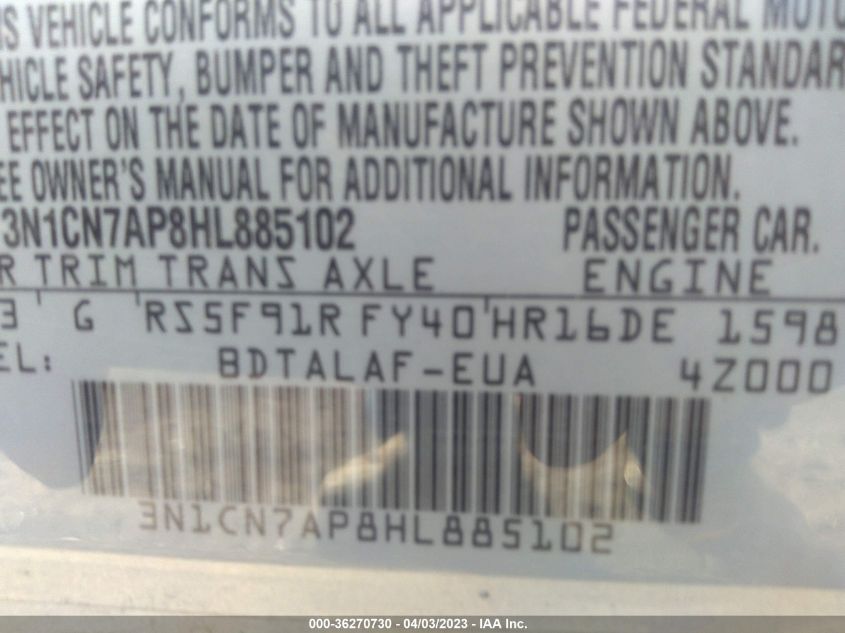 IS VEHICLE CONFORMS TO ALL APPLICABLE FEDERAL MOTO
HICLE SAFETY, BUMPER AND THEFT PREVENTION STANDAR
EFFECT ON THE DATE OF MANUFACTURE SHOWN ABOVE.
EE OWNER'S MANUAL FOR ADDITIONAL INFORMATION.
3N1CN7AP8HL885102 PASSENGER CAR.
R TRIM TRANS AXLE ENGINE
3 G RS5F91R FY40 HR16DE 1598
EL: BDTALAF-EUA 4Z000
3N1CN7AP8HL885102
000-36270730 - 04/03/2023 - IAA Inc.